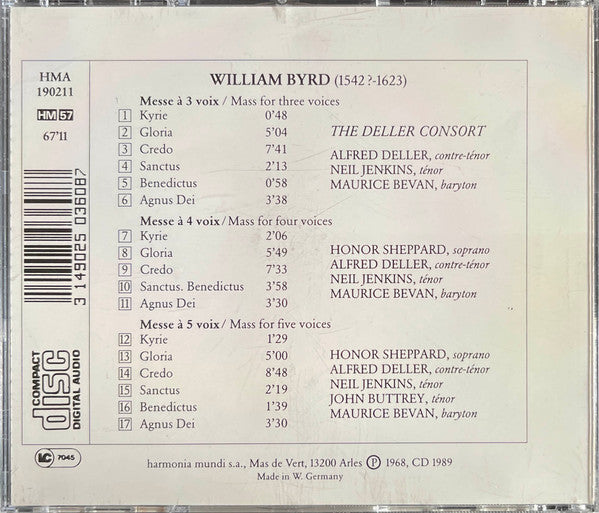 HMA
190211
HM 57
67'11
3 149025 036087
COMPACT
disc
DIGITAL AUDIO
LC 7045
WILLIAM BYRD (1542?-1623)
Messe à 3 voix / Mass for three voices
1 Kyrie 0'48
2 Gloria 5'04
3 Credo 7'41
4 Sanctus 2'13
5 Benedictus 0'58
6 Agnus Dei 3'38
THE DELLER CONSORT
ALFRED DELLER, contre-ténor
NEIL JENKINS, ténor
MAURICE BEVAN, baryton
Messe à 4 voix / Mass for four voices
7 Kyrie 2'06
8 Gloria 5'49
9 Credo 7'33
10 Sanctus. Benedictus 3'58
11 Agnus Dei 3'30
HONOR SHEPPARD, soprano
ALFRED DELLER, contre-ténor
NEIL JENKINS, ténor
MAURICE BEVAN, baryton
Messe à 5 voix / Mass for five voices
12 Kyrie 1'29
13 Gloria 5'00
14 Credo 8'48
15 Sanctus 2'19
16 Benedictus 1'39
17 Agnus Dei 3'30
HONOR SHEPPARD, soprano
ALFRED DELLER, contre-ténor
NEIL JENKINS, ténor
JOHN BUTTREY, ténor
MAURICE BEVAN, baryton
harmonia mundi s.a., Mas de Vert, 13200 Arles Ⓟ 1968, CD 1989
Made in W. Germany